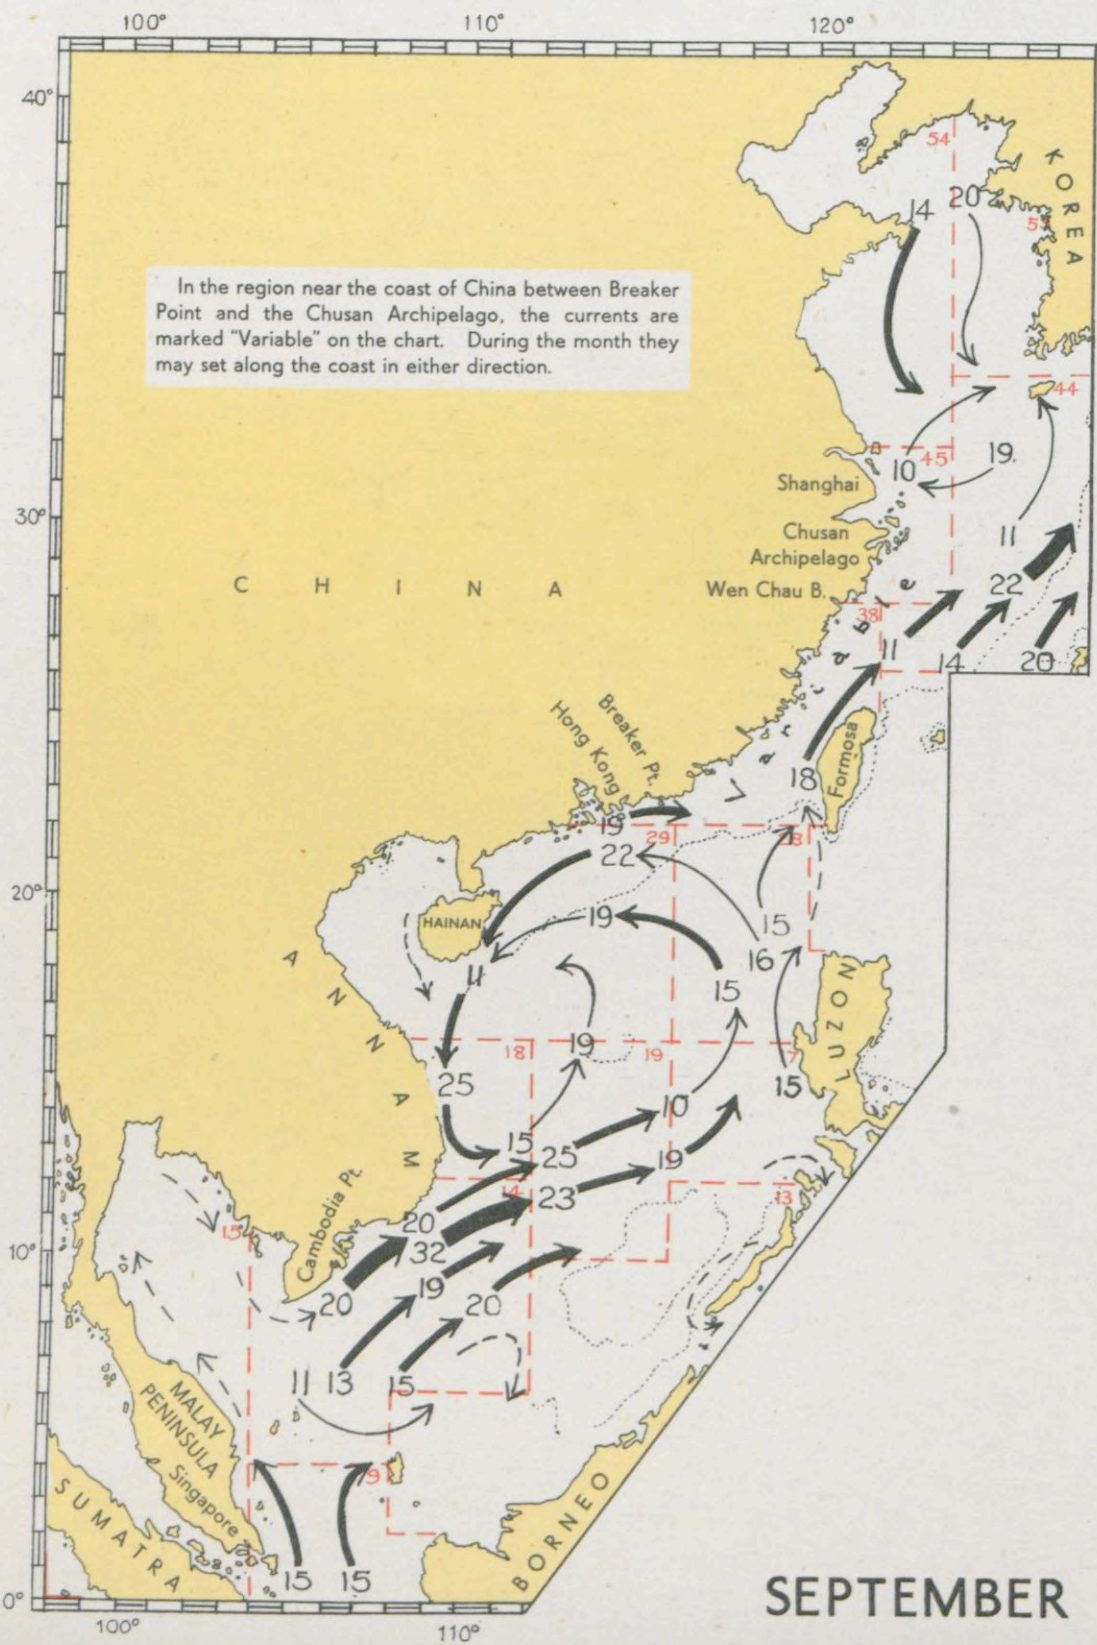 100° 110° 120°
40°
54
KOREA
14 20
In the region near the coast of China between Breaker
Point and the Chusan Archipelago, the currents are
marked "Variable" on the chart. During the month they
may set along the coast in either direction.
44
45
10 19
Shanghai
30°
11
Chusan
Archipelago
CHINA
Wen Chau B.
22
38
Variable
11 14 20
Breaker Pt.
Hong Kong
Formosa
18
19 29
22
20°
HAINAN
19 15
16
11
15
LUZON
ANNAM
18 19 19 7
25 15
10
15 25 19
14 23 13
Cambodia Pt.
20
15
10°
32
19
20 20
11 13 15
MALAY
PENINSULA
Singapore
9
SUMATRA
BORNEO
15 15
0°
100° 110°
SEPTEMBER